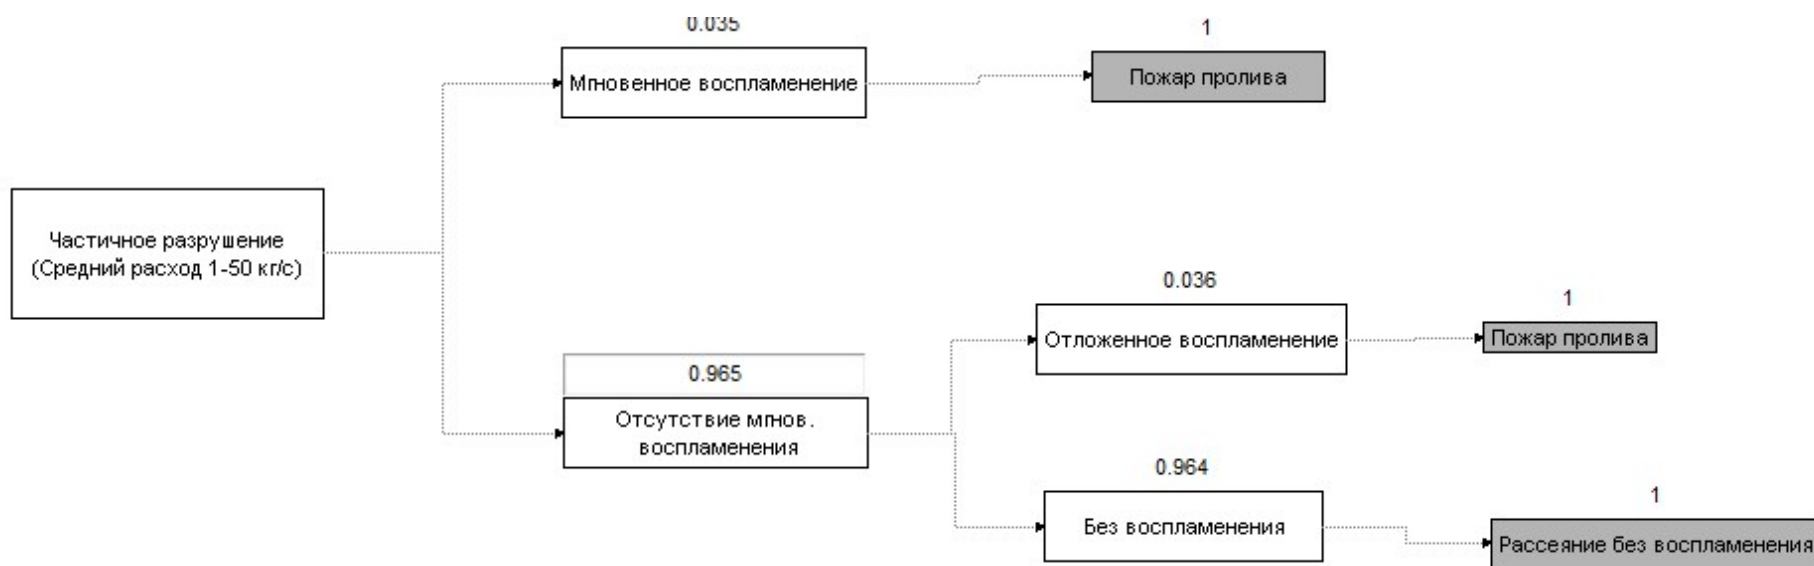 0.035
Мгновенное воспламенение
1
Пожар пролива
Частичное разрушение
(Средний расход 1-50 кг/с)
0.036
Отложенное воспламенение
1
Пожар пролива
0.965
Отсутствие мгнов.
воспламенения
0.964
Без воспламенения
1
Рассеяние без воспламенения